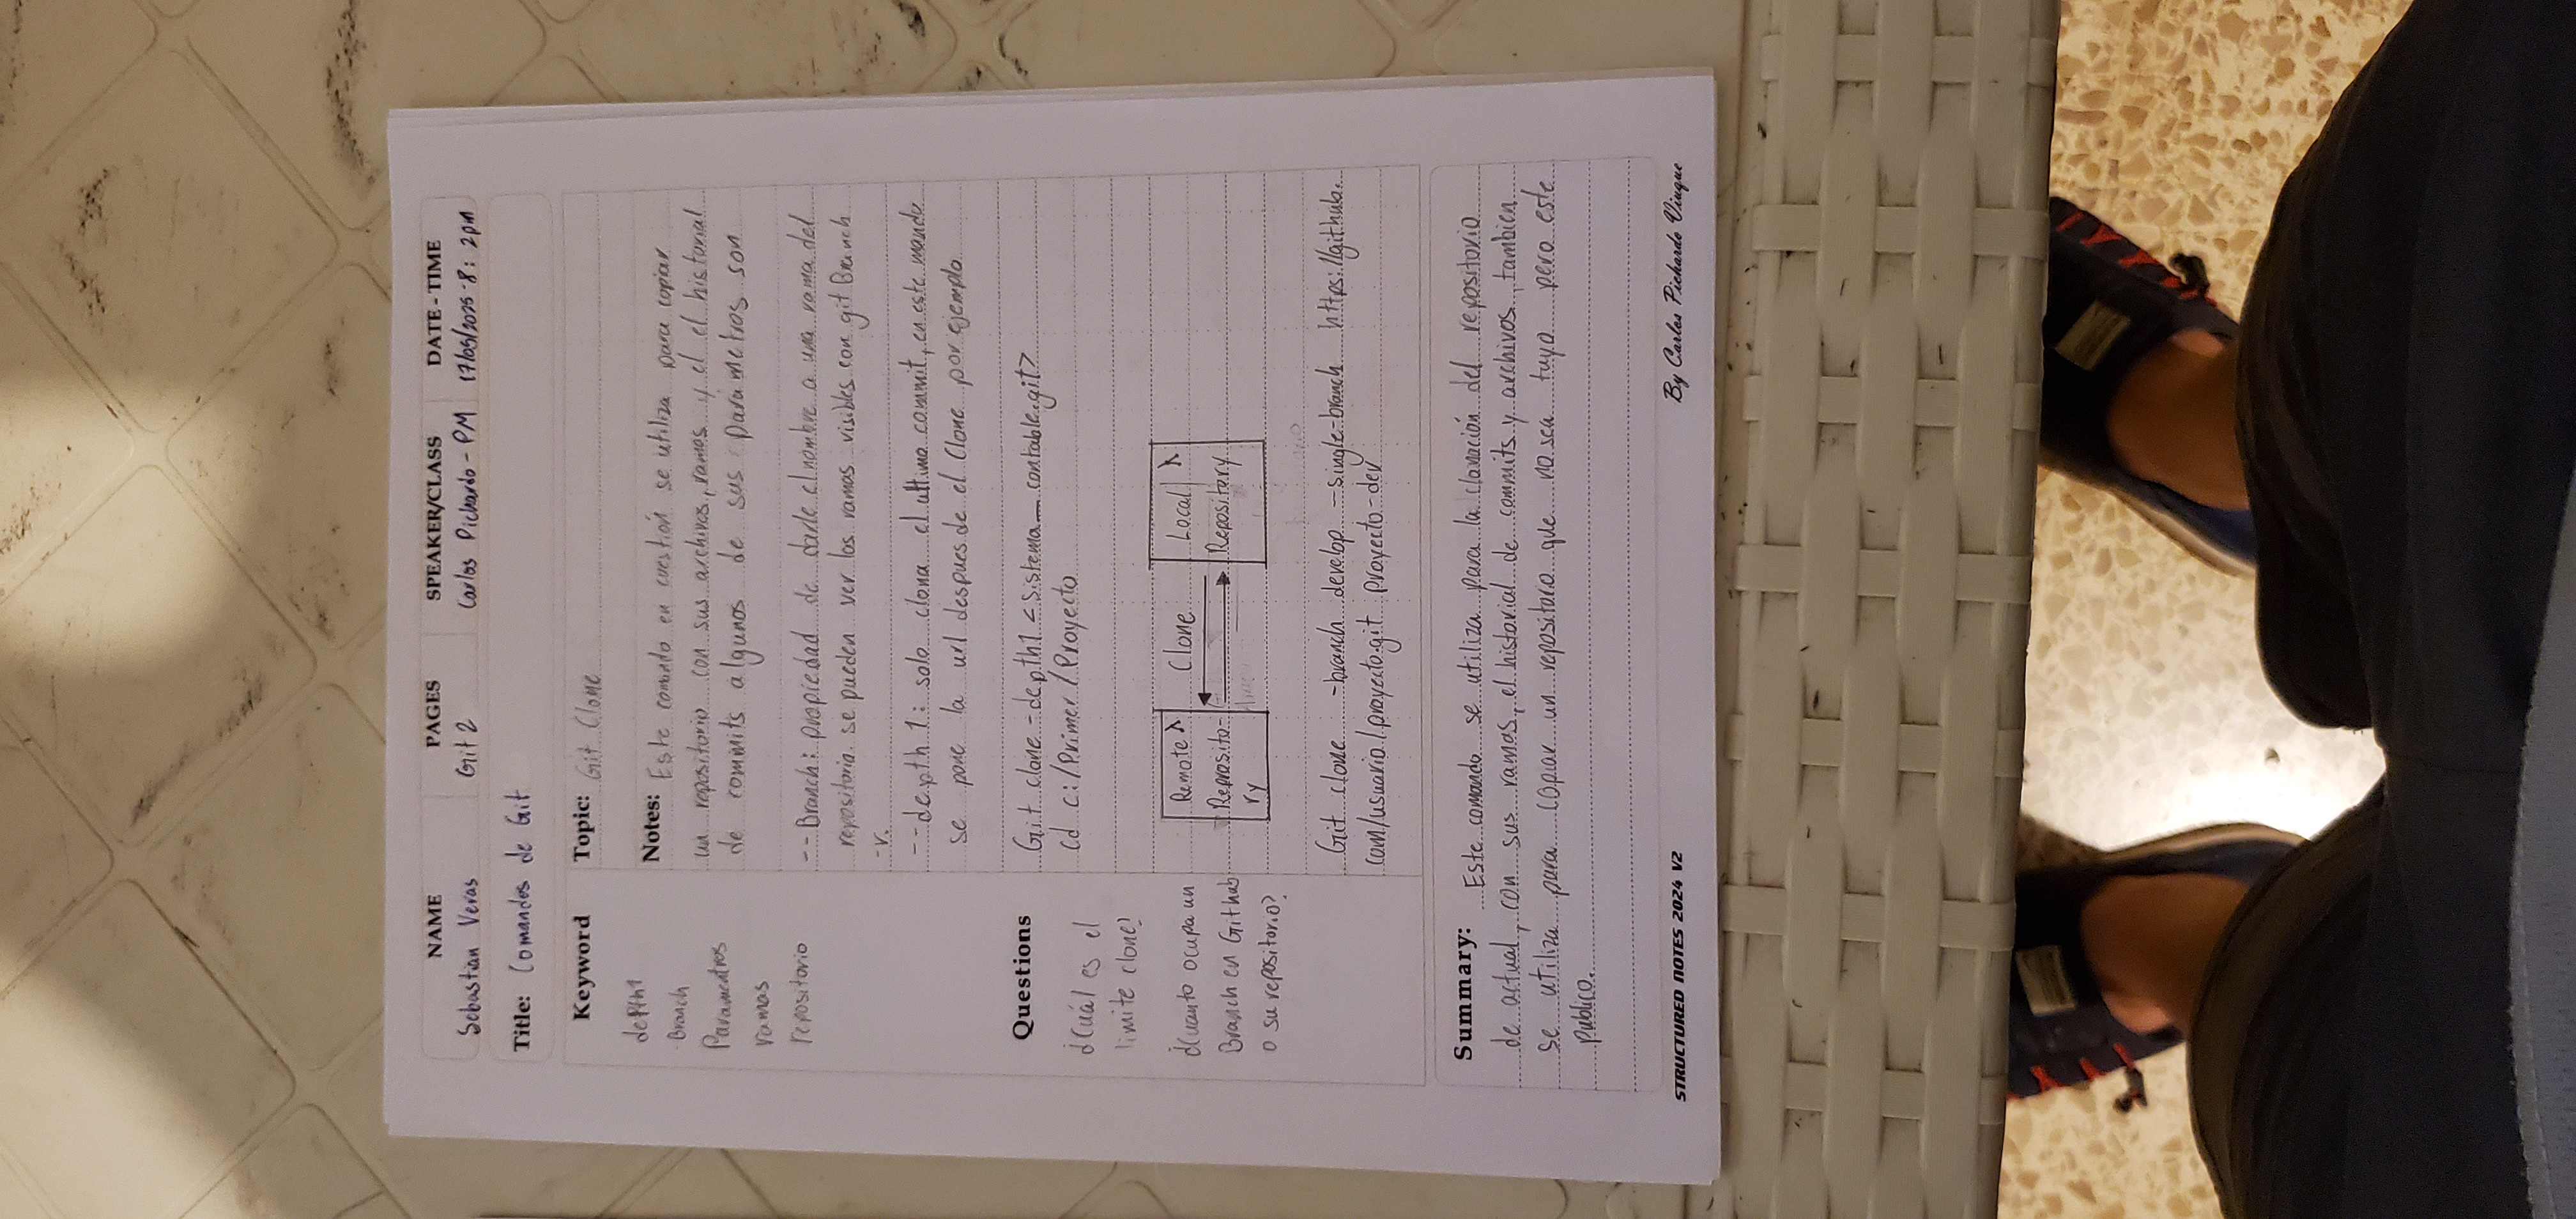 NAME PAGES SPEAKER/CLASS DATE-TIME
Sebastian Veras Git 2 Carlos Pichardo - PM 17/05/2025-8: 2pm
Title: Comandos de Git
Keyword
depth1
Branch
Paramentros
ramas
repositorio
Topic: Git Clone
Notes: Este comando en cuestión se utiliza para copiar
un repositorio con sus archivos, ramas y el el historial
de commits algunos de sus parámetros son
--Branch: propiedad de darle el nombre a una rama del
repositorio. se pueden ver las ramas visibles con git Branch
-v.
--depth 1: solo clona el ultimo commit, en este mando
se pone la url despues de el Clone por ejemplo
Git clone -depth1 <Sistema_contable.git>
Cd c:/Primer/Proyecto
Questions
¿Cuál es el
limite clone?
¿Cuanto ocupa un
Branch en Github
o su repositorio?
Remote λ
Reprosito-
ry
Clone
Local λ
Repository
Git clone -branch develop -single-branch https://github.
com/usuario/proyecto.git proyecto-dev
Summary: Este comando se utiliza para la clonación del repositorio
de actual, con sus ramas, el historial de commits y archivos, tambien
se utiliza para copiar un repositoro que no sea tuyo pero este
publico.
STRUCTURED NOTES 2024 V2 By Carlos Pichardo Viuque